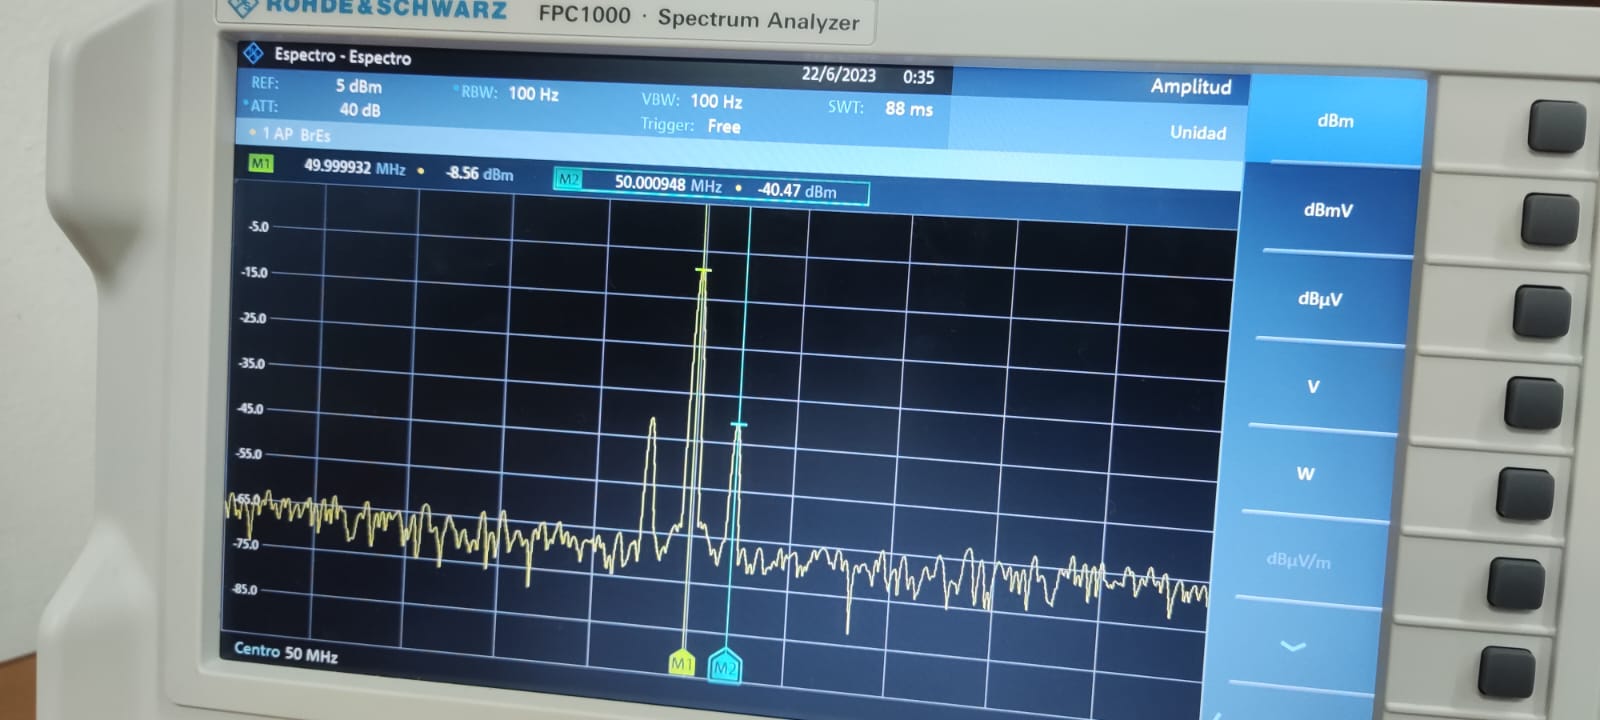 ROHDE & SCHWARZ FPC1000 · Spectrum Analyzer
Espectro - Espectro 22/6/2023 0:35 Amplitud
REF: 5 dBm RBW: 100 Hz VBW: 100 Hz SWT: 88 ms
ATT: 40 dB Trigger: Free Unidad
1 AP BrEs
M1 49.999932 MHz -8.56 dBm M2 50.000948 MHz -40.47 dBm
-5.0
-15.0
-25.0
-35.0
-45.0
-55.0
-65.0
-75.0
-85.0
M1 M2
Centro 50 MHz
dBm
dBmV
dBµV
V
W
dBµV/m